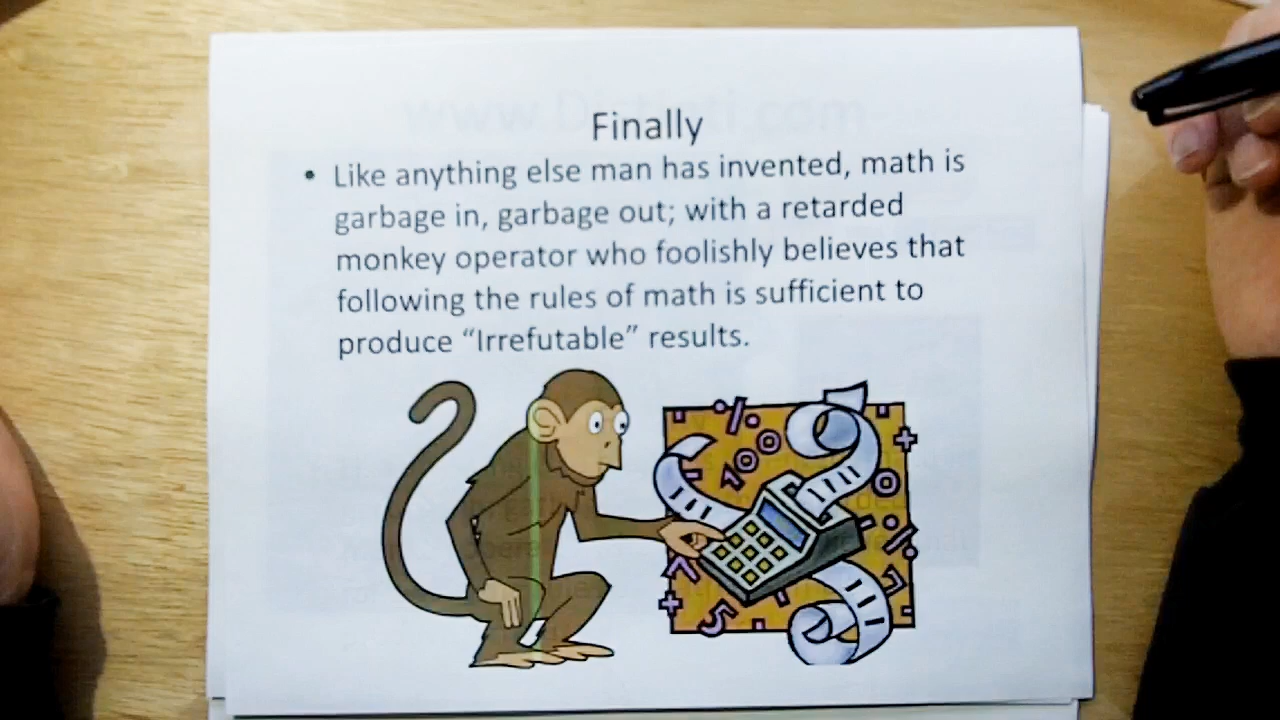 Finally
• Like anything else man has invented, math is
garbage in, garbage out; with a retarded
monkey operator who foolishly believes that
following the rules of math is sufficient to
produce “Irrefutable” results.